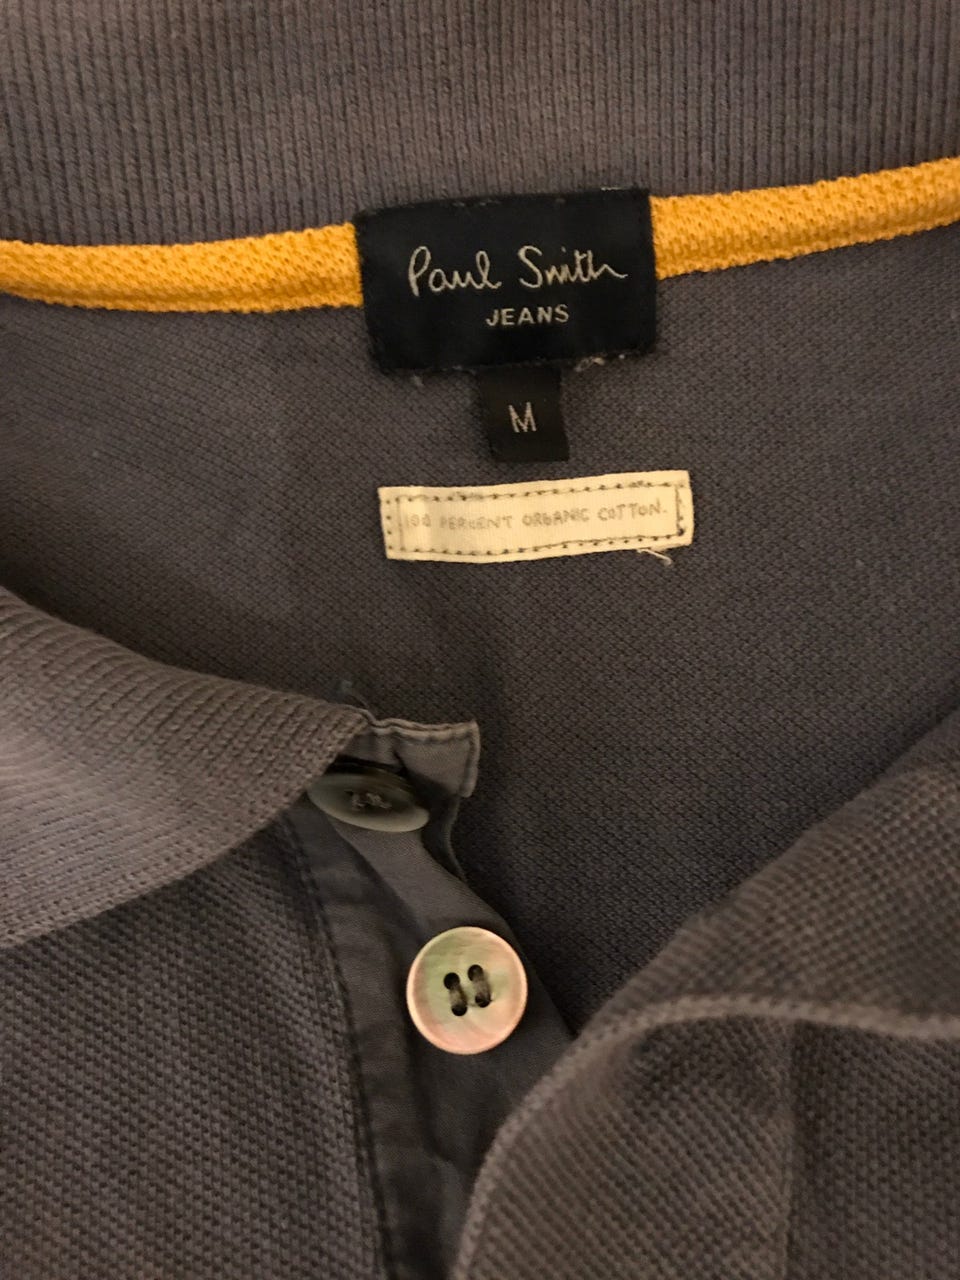 Paul Smith
JEANS
M
100 PERCENT ORGANIC COTTON.